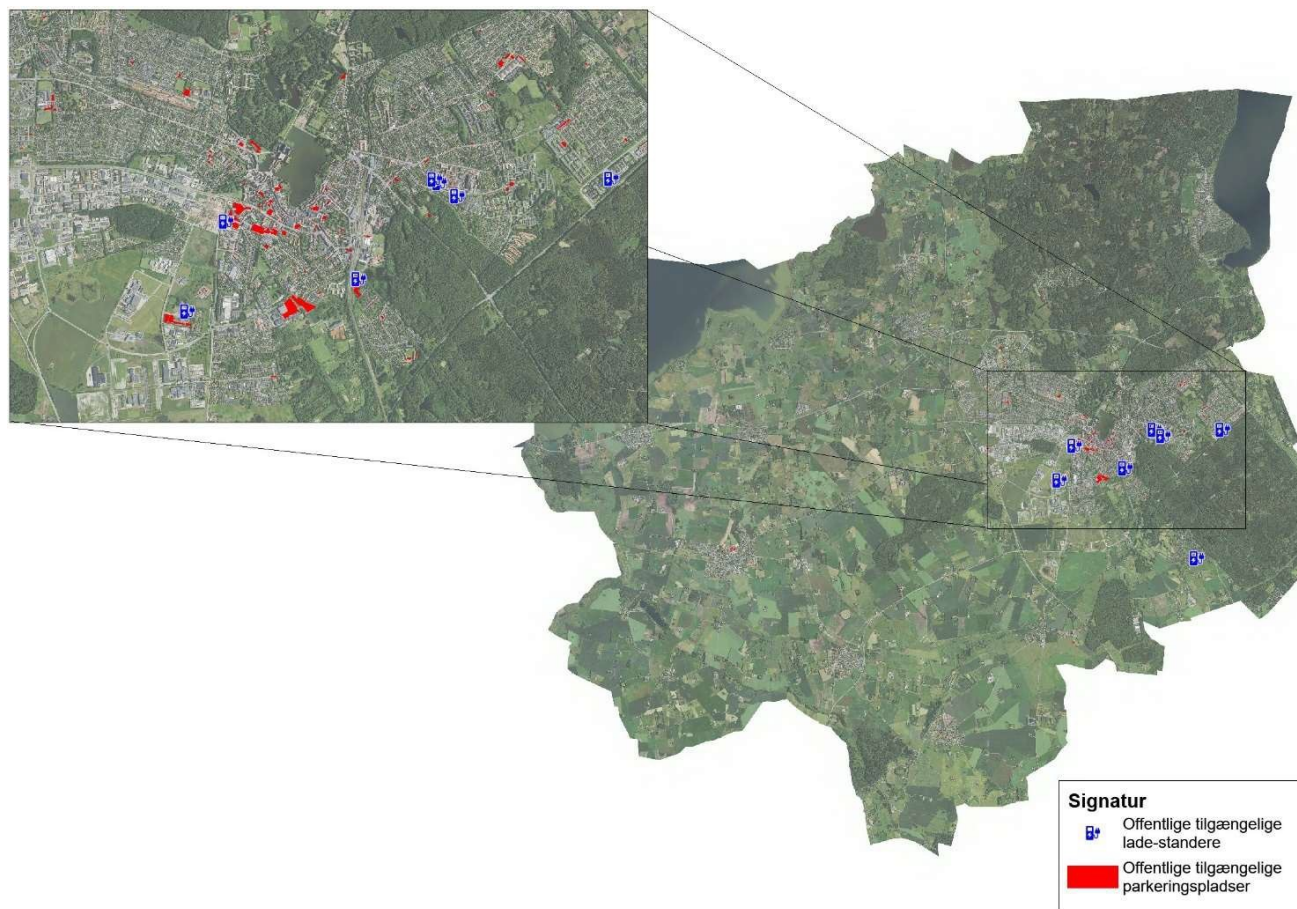 Signatur
Offentlige tilgængelige
lade-standere
Offentlige tilgængelige
parkeringspladser